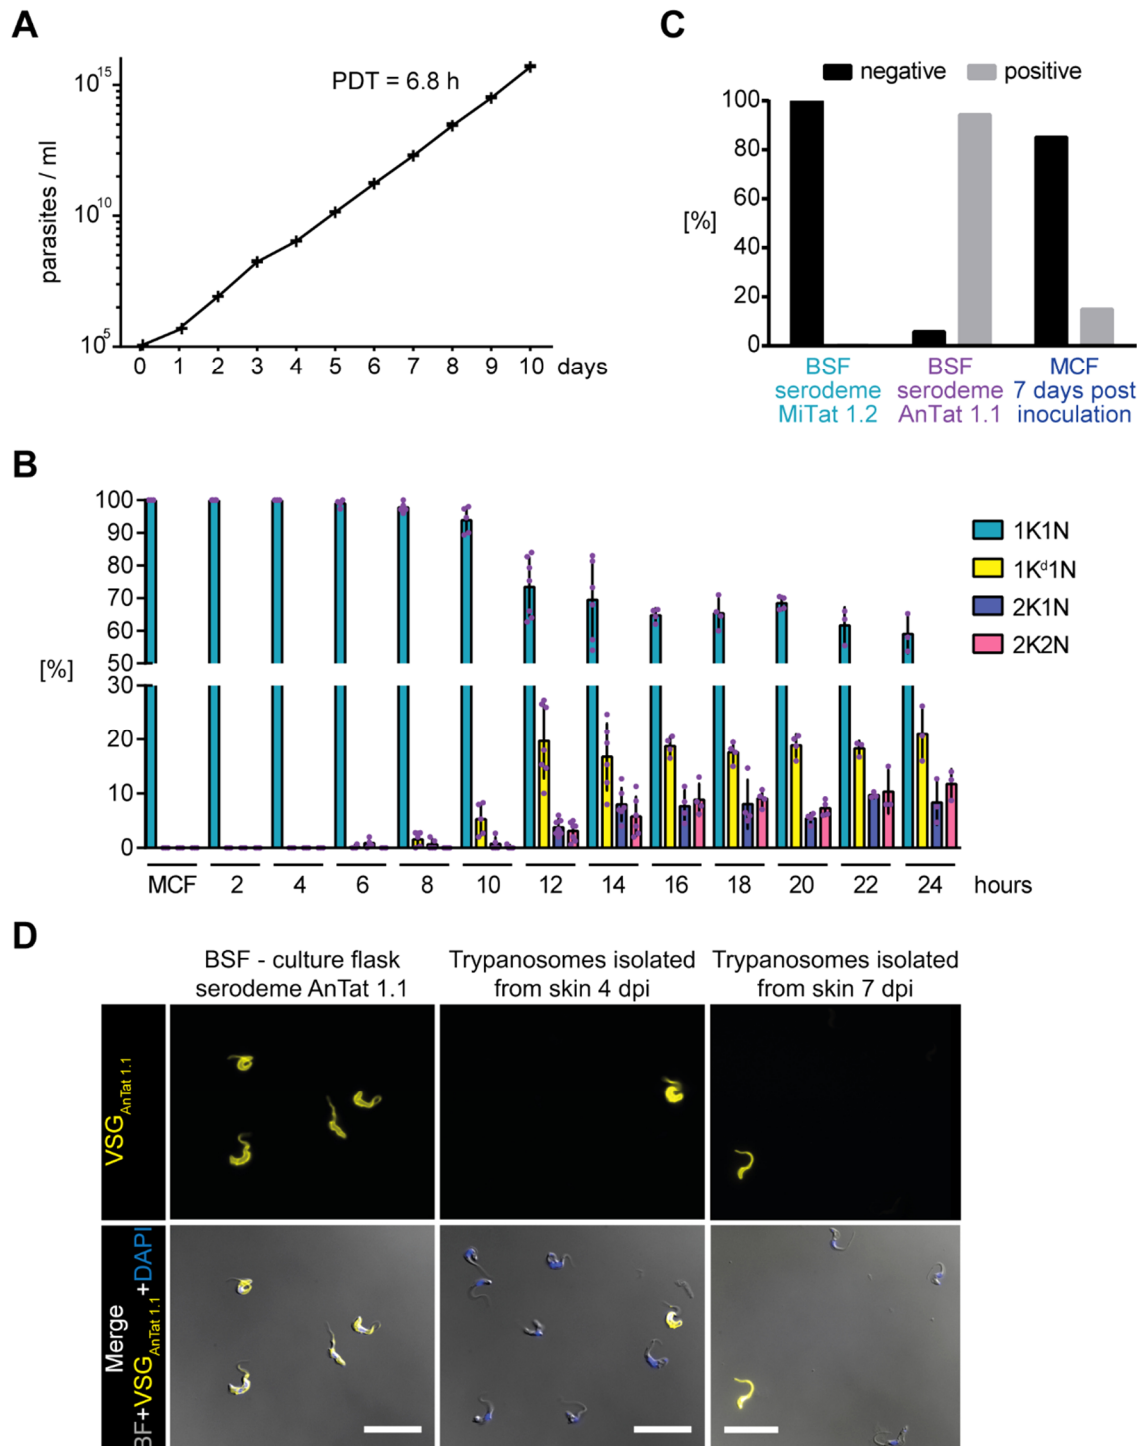 A
10^15
10^10
10^5
parasites / ml
PDT = 6.8 h
0 1 2 3 4 5 6 7 8 9 10 days
C
negative positive
100
80
60
40
20
0
[%]
BSF
serodeme
MiTat 1.2
BSF
serodeme
AnTat 1.1
MCF
7 days post
inoculation
B
100
90
80
70
60
50
30
20
10
0
[%]
1K1N
1K^d1N
2K1N
2K2N
MCF 2 4 6 8 10 12 14 16 18 20 22 24 hours
D
BSF - culture flask
serodeme AnTat 1.1
Trypanosomes isolated
from skin 4 dpi
Trypanosomes isolated
from skin 7 dpi
VSG AnTat 1.1
Merge
BF+VSG AnTat 1.1 +DAPI